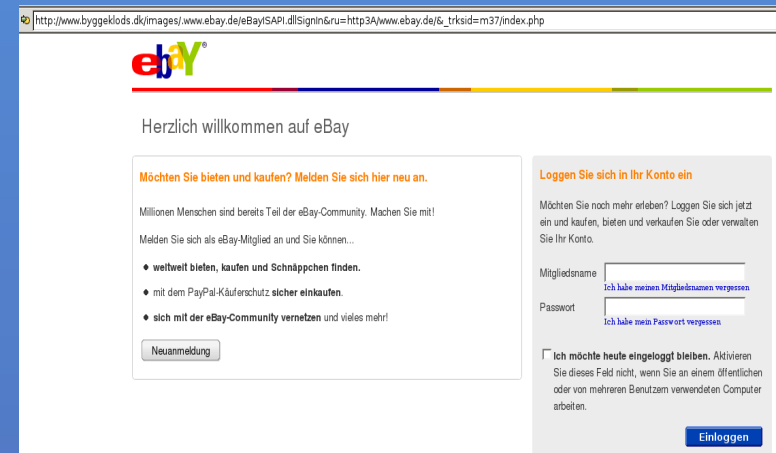 http://www.byggeklods.dk/images/.www.ebay.de/eBayISAPI.dllSignIn&ru=http3A/www.ebay.de/&_trksid=m37/index.php
ebaY®
Herzlich willkommen auf eBay
Möchten Sie bieten und kaufen? Melden Sie sich hier neu an.
Millionen Menschen sind bereits Teil der eBay-Community. Machen Sie mit!
Melden Sie sich als eBay-Mitglied an und Sie können...
♦ weltweit bieten, kaufen und Schnäppchen finden.
♦ mit dem PayPal-Käuferschutz sicher einkaufen.
♦ sich mit der eBay-Community vernetzen und vieles mehr!
Neuanmeldung
Loggen Sie sich in Ihr Konto ein
Möchten Sie noch mehr erleben? Loggen Sie sich jetzt
ein und kaufen, bieten und verkaufen Sie oder verwalten
Sie Ihr Konto.
Mitgliedsname
Ich habe meinen Mitgliedsnamen vergessen
Passwort
Ich habe mein Passwort vergessen
Ich möchte heute eingeloggt bleiben. Aktivieren
Sie dieses Feld nicht, wenn Sie an einem öffentlichen
oder von mehreren Benutzern verwendeten Computer
arbeiten.
Einloggen